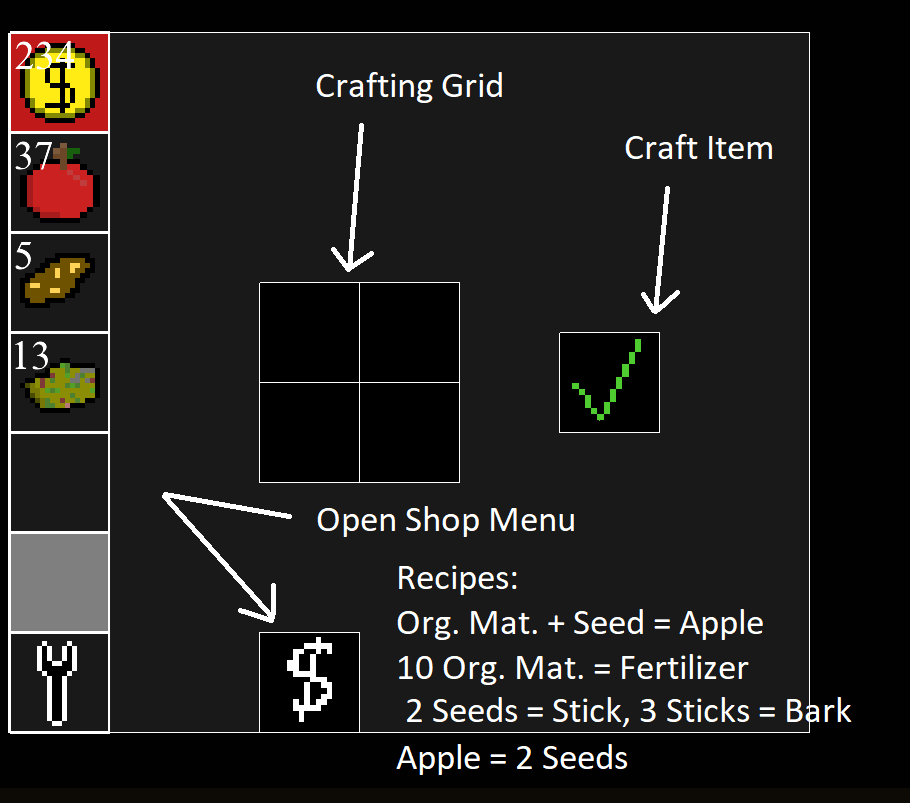 234
Crafting Grid
Craft Item
37
5
13
Open Shop Menu
Recipes:
Org. Mat. + Seed = Apple
10 Org. Mat. = Fertilizer
2 Seeds = Stick, 3 Sticks = Bark
Apple = 2 Seeds
$
$